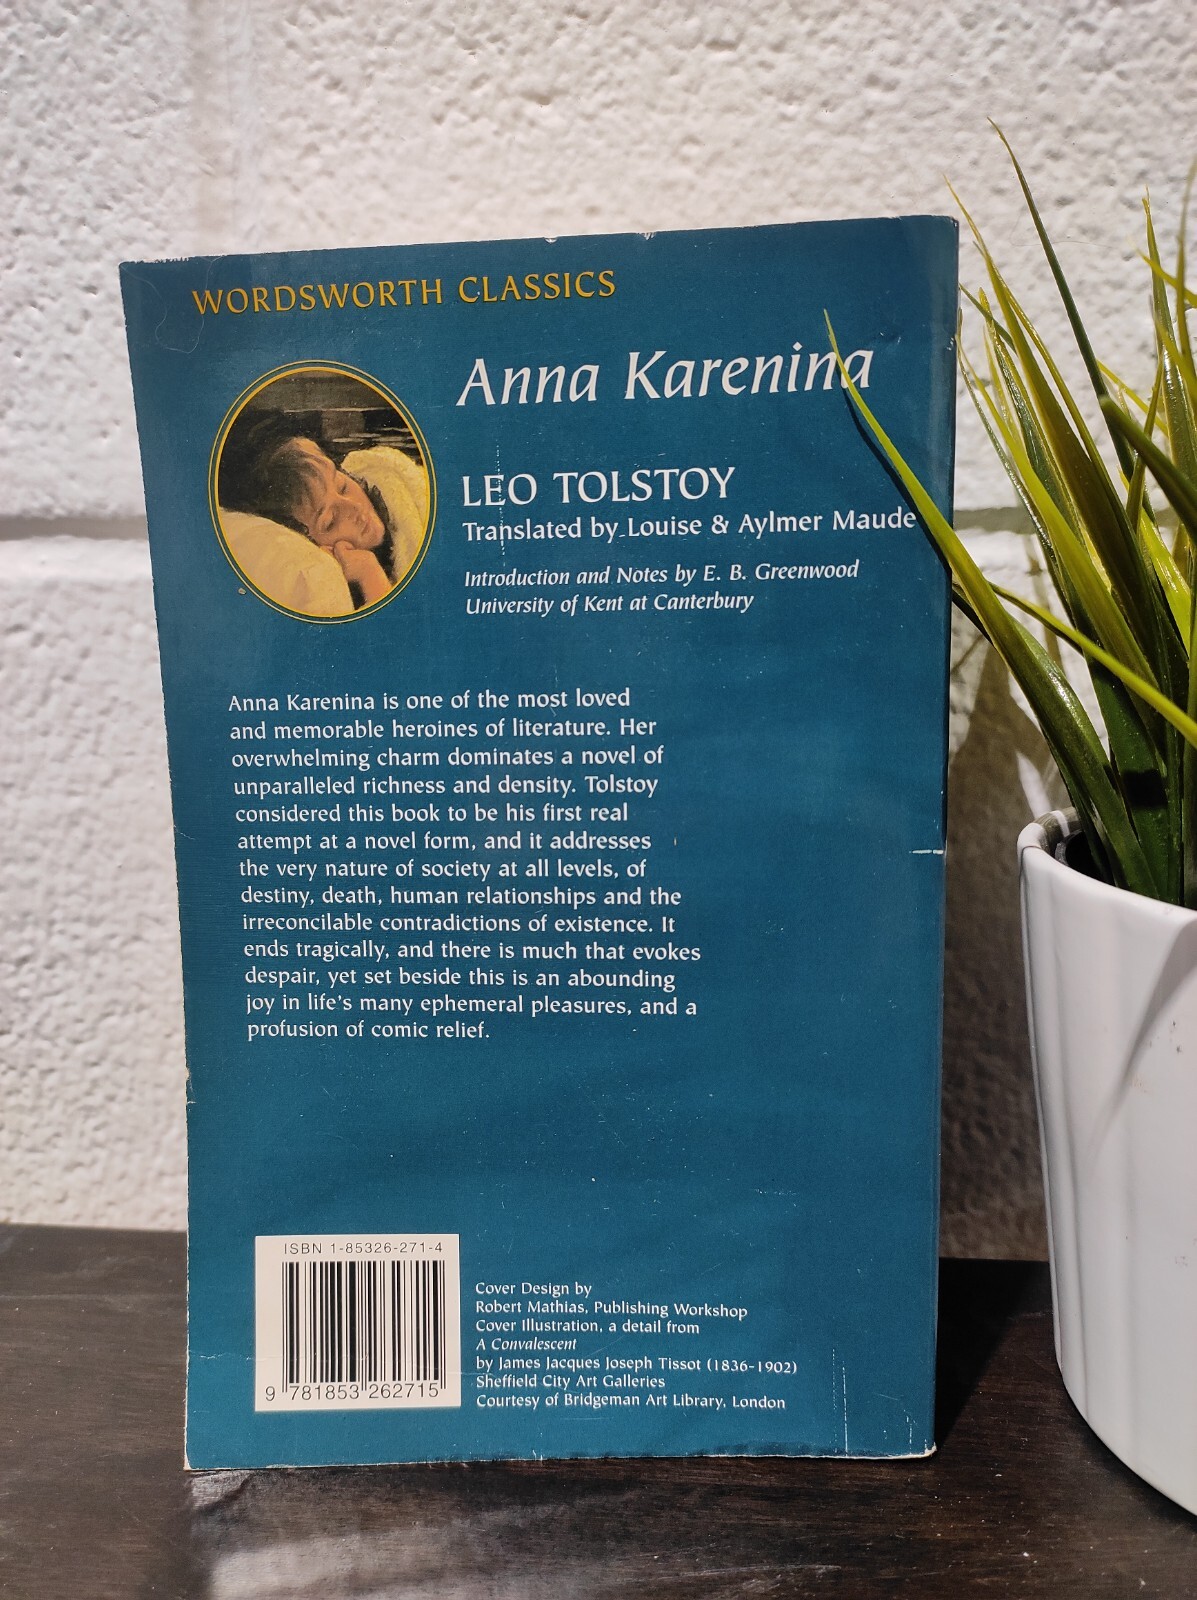 WORDSWORTH CLASSICS
Anna Karenina
LEO TOLSTOY
Translated by Louise & Aylmer Maude
Introduction and Notes by E. B. Greenwood
University of Kent at Canterbury
Anna Karenina is one of the most loved
and memorable heroines of literature. Her
overwhelming charm dominates a novel of
unparalleled richness and density. Tolstoy
considered this book to be his first real
attempt at a novel form, and it addresses
the very nature of society at all levels, of
destiny, death, human relationships and the
irreconcilable contradictions of existence. It
ends tragically, and there is much that evokes
despair, yet set beside this is an abounding
joy in life's many ephemeral pleasures, and a
profusion of comic relief.
ISBN 1-85326-271-4
9 781853 262715
Cover Design by
Robert Mathias, Publishing Workshop
Cover Illustration, a detail from
A Convalescent
by James Jacques Joseph Tissot (1836-1902)
Sheffield City Art Galleries
Courtesy of Bridgeman Art Library, London